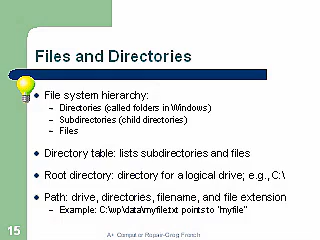 Files and Directories
File system hierarchy:
– Directories (called folders in Windows)
– Subdirectories (child directories)
– Files
Directory table: lists subdirectories and files
Root directory: directory for a logical drive; e.g., C:\
Path: drive, directories, filename, and file extension
– Example: C:\wp\data\myfile.txt points to "myfile"
15
A+ Computer Repair-Greg French